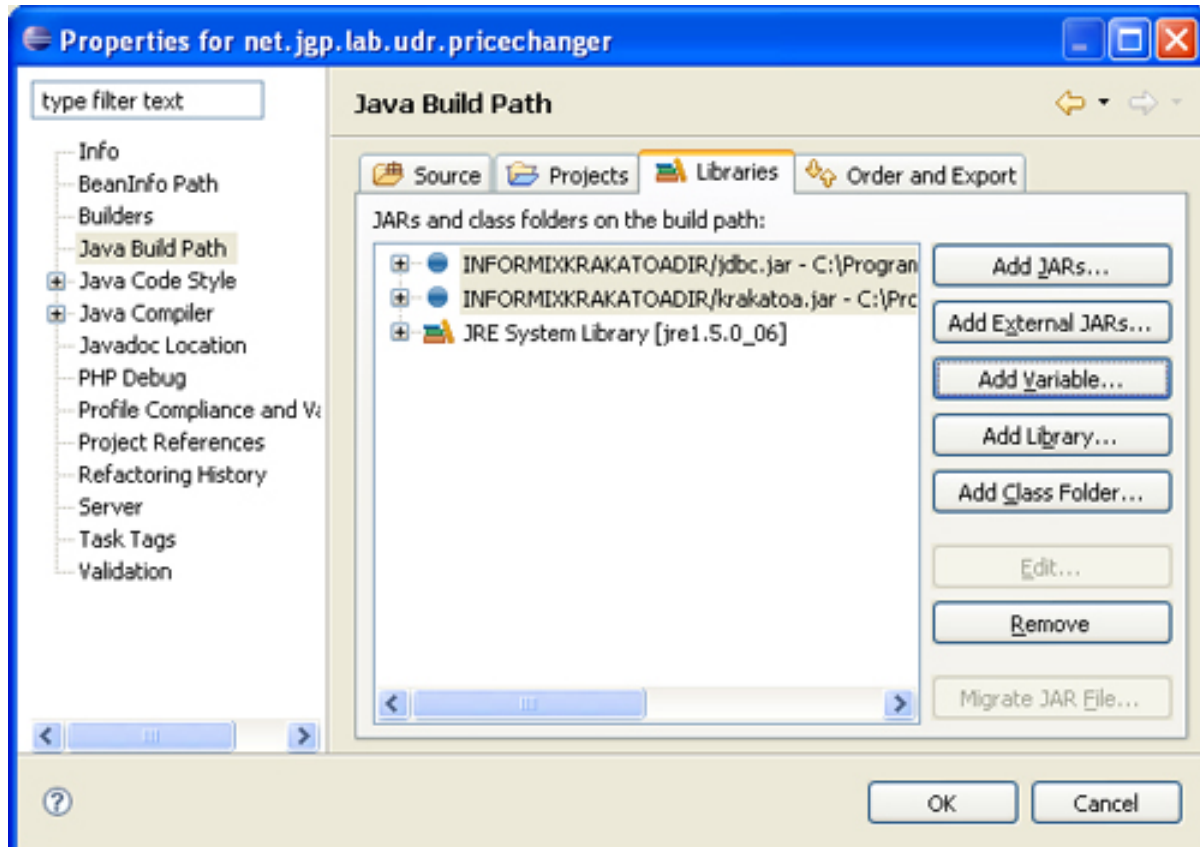 Properties for net.jgp.lab.udr.pricechanger
type filter text
Info
BeanInfo Path
Builders
Java Build Path
Java Code Style
Java Compiler
Javadoc Location
PHP Debug
Profile Compliance and Va
Project References
Refactoring History
Server
Task Tags
Validation
Java Build Path
Source Projects Libraries Order and Export
JARs and class folders on the build path:
INFORMIXKRAKATOADIR/jdbc.jar - C:\Program
INFORMIXKRAKATOADIR/krakatoa.jar - C:\Pro
JRE System Library [jre1.5.0_06]
Add JARs...
Add External JARs...
Add Variable...
Add Library...
Add Class Folder...
Edit...
Remove
Migrate JAR File...
?
OK Cancel